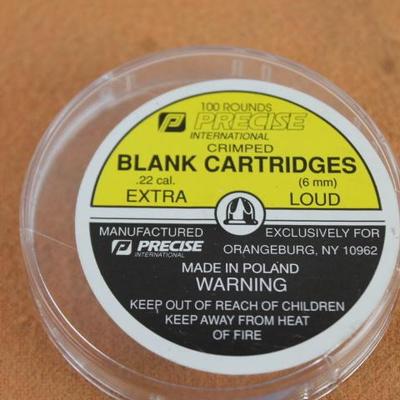 100 ROUNDS
PRECISE
INTERNATIONAL
CRIMPED
BLANK CARTRIDGES
.22 cal. (6 mm)
EXTRA LOUD
MANUFACTURED EXCLUSIVELY FOR
PRECISE INTERNATIONAL ORANGEBURG, NY 10962
MADE IN POLAND
WARNING
KEEP OUT OF REACH OF CHILDREN
KEEP AWAY FROM HEAT
OF FIRE